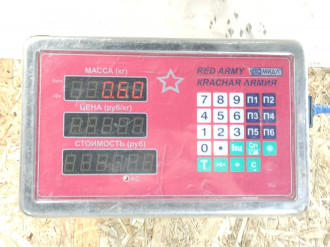 МАССА (кг)
0.60
ЦЕНА (руб/кг)
СТОИМОСТЬ (руб)
RED ARMY МИДЛ
КРАСНАЯ АРМИЯ
7 8 9 П1 П2
4 5 6 П3 П4
1 2 3 П5 П6
0
T C